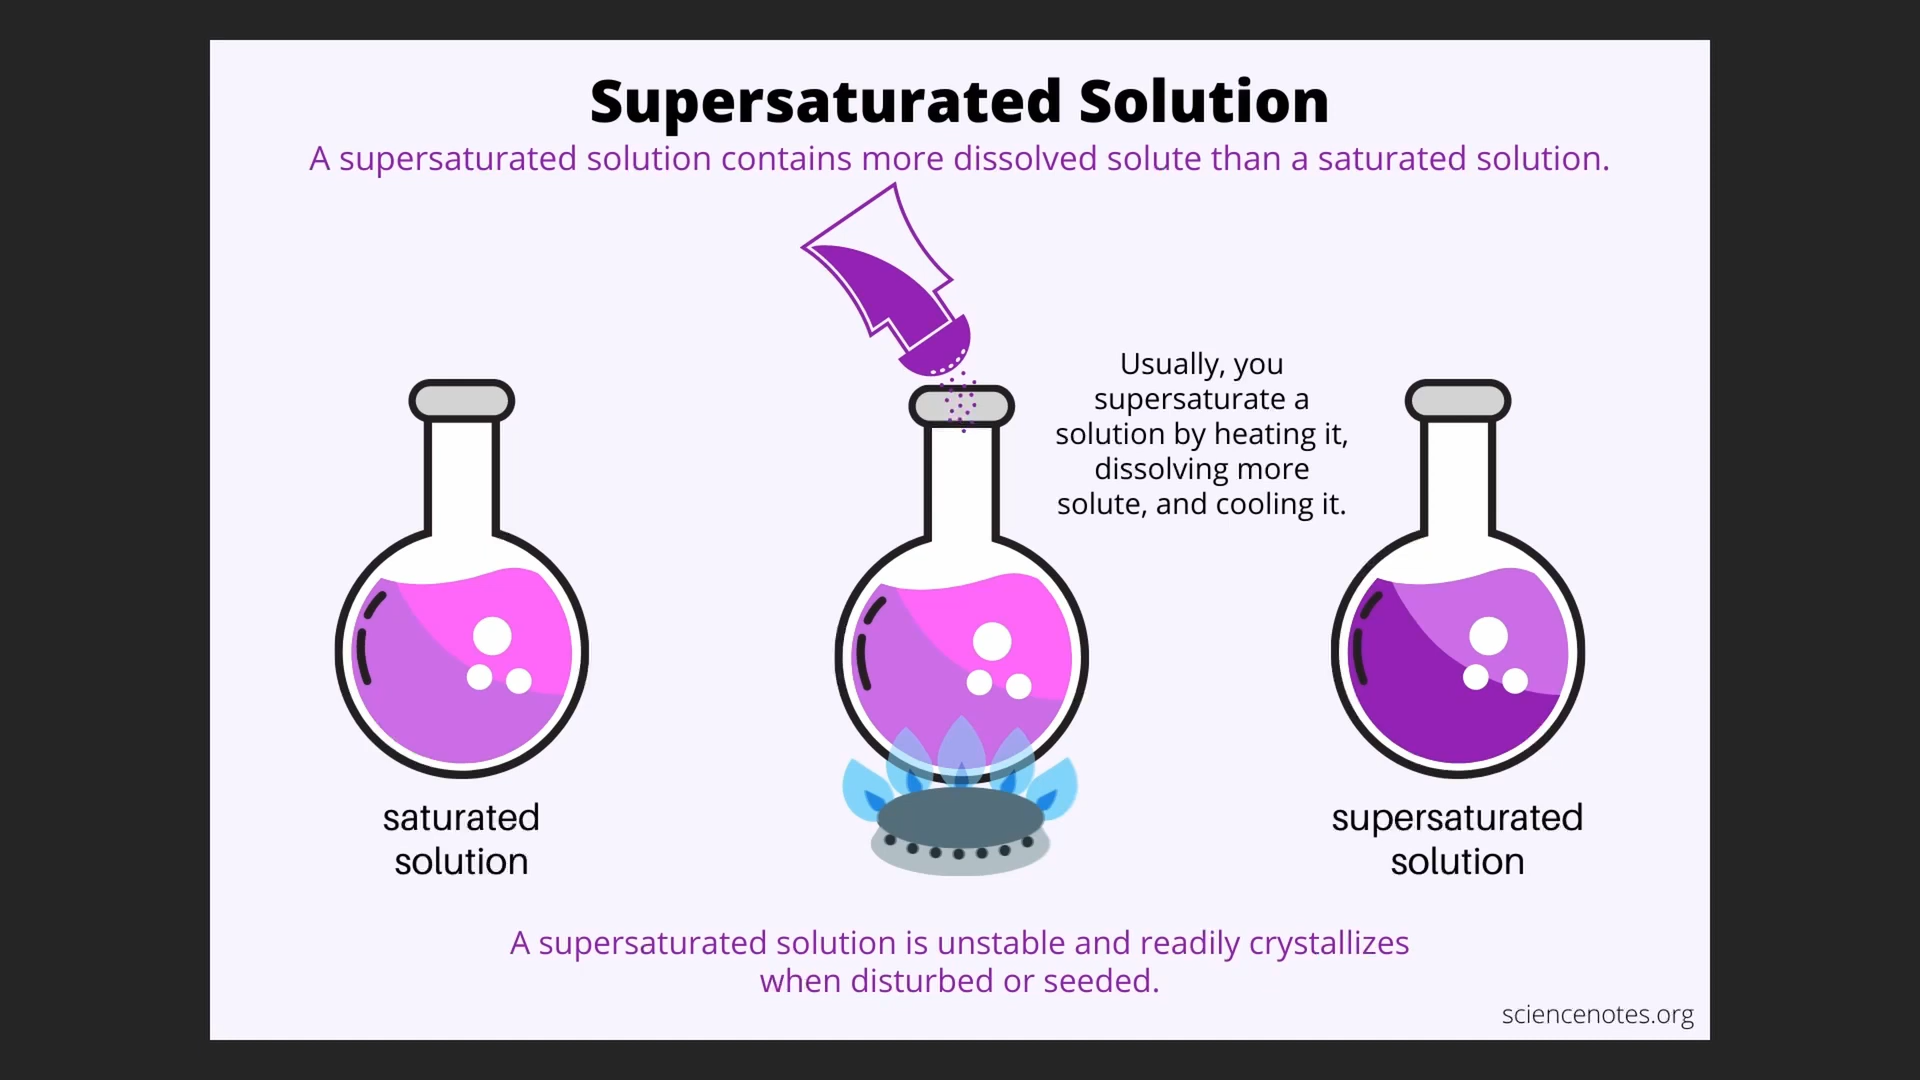 Supersaturated Solution
A supersaturated solution contains more dissolved solute than a saturated solution.
Usually, you
supersaturate a
solution by heating it,
dissolving more
solute, and cooling it.
saturated
solution
supersaturated
solution
A supersaturated solution is unstable and readily crystallizes
when disturbed or seeded.
sciencenotes.org